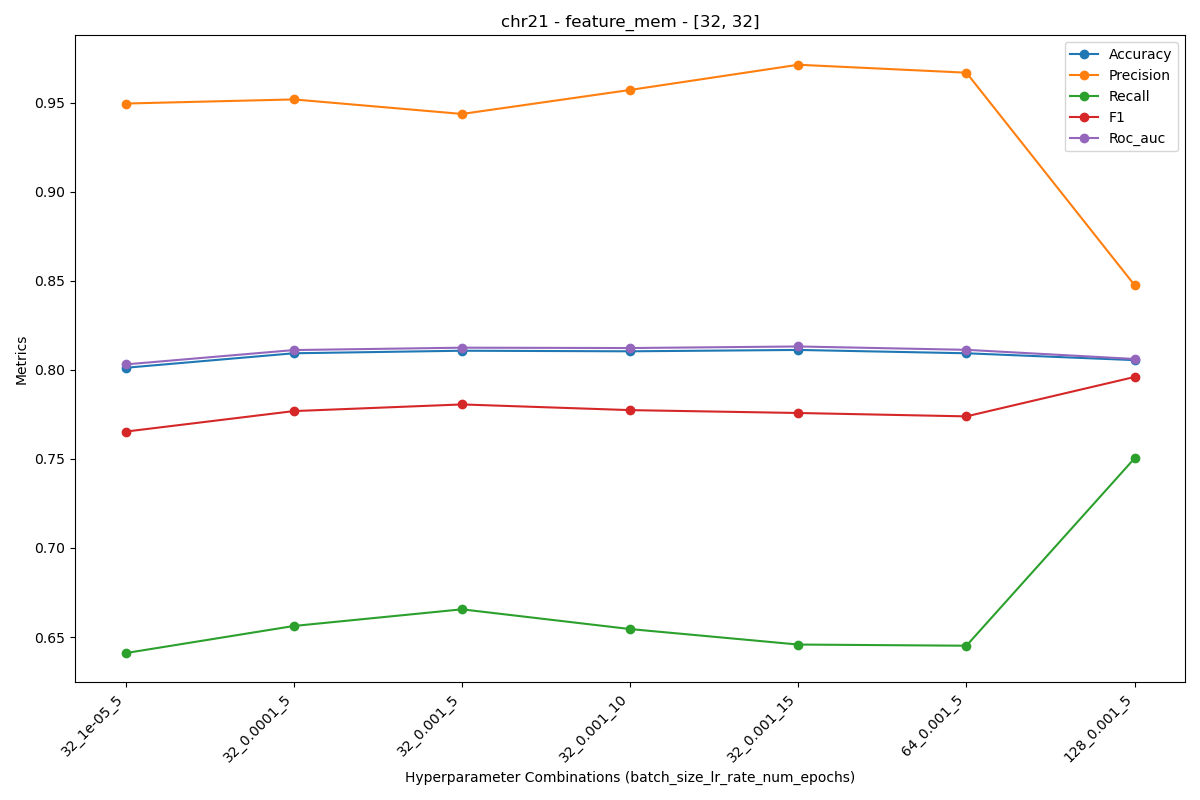 chr21 - feature_mem - [32, 32]
Accuracy
Precision
Recall
F1
Roc_auc
Metrics
0.95
0.90
0.85
0.80
0.75
0.70
0.65
32_1e-05_5
32_0.0001_5
32_0.001_5
32_0.001_10
32_0.001_15
64_0.001_5
128_0.001_5
Hyperparameter Combinations (batch_size_lr_rate_num_epochs)